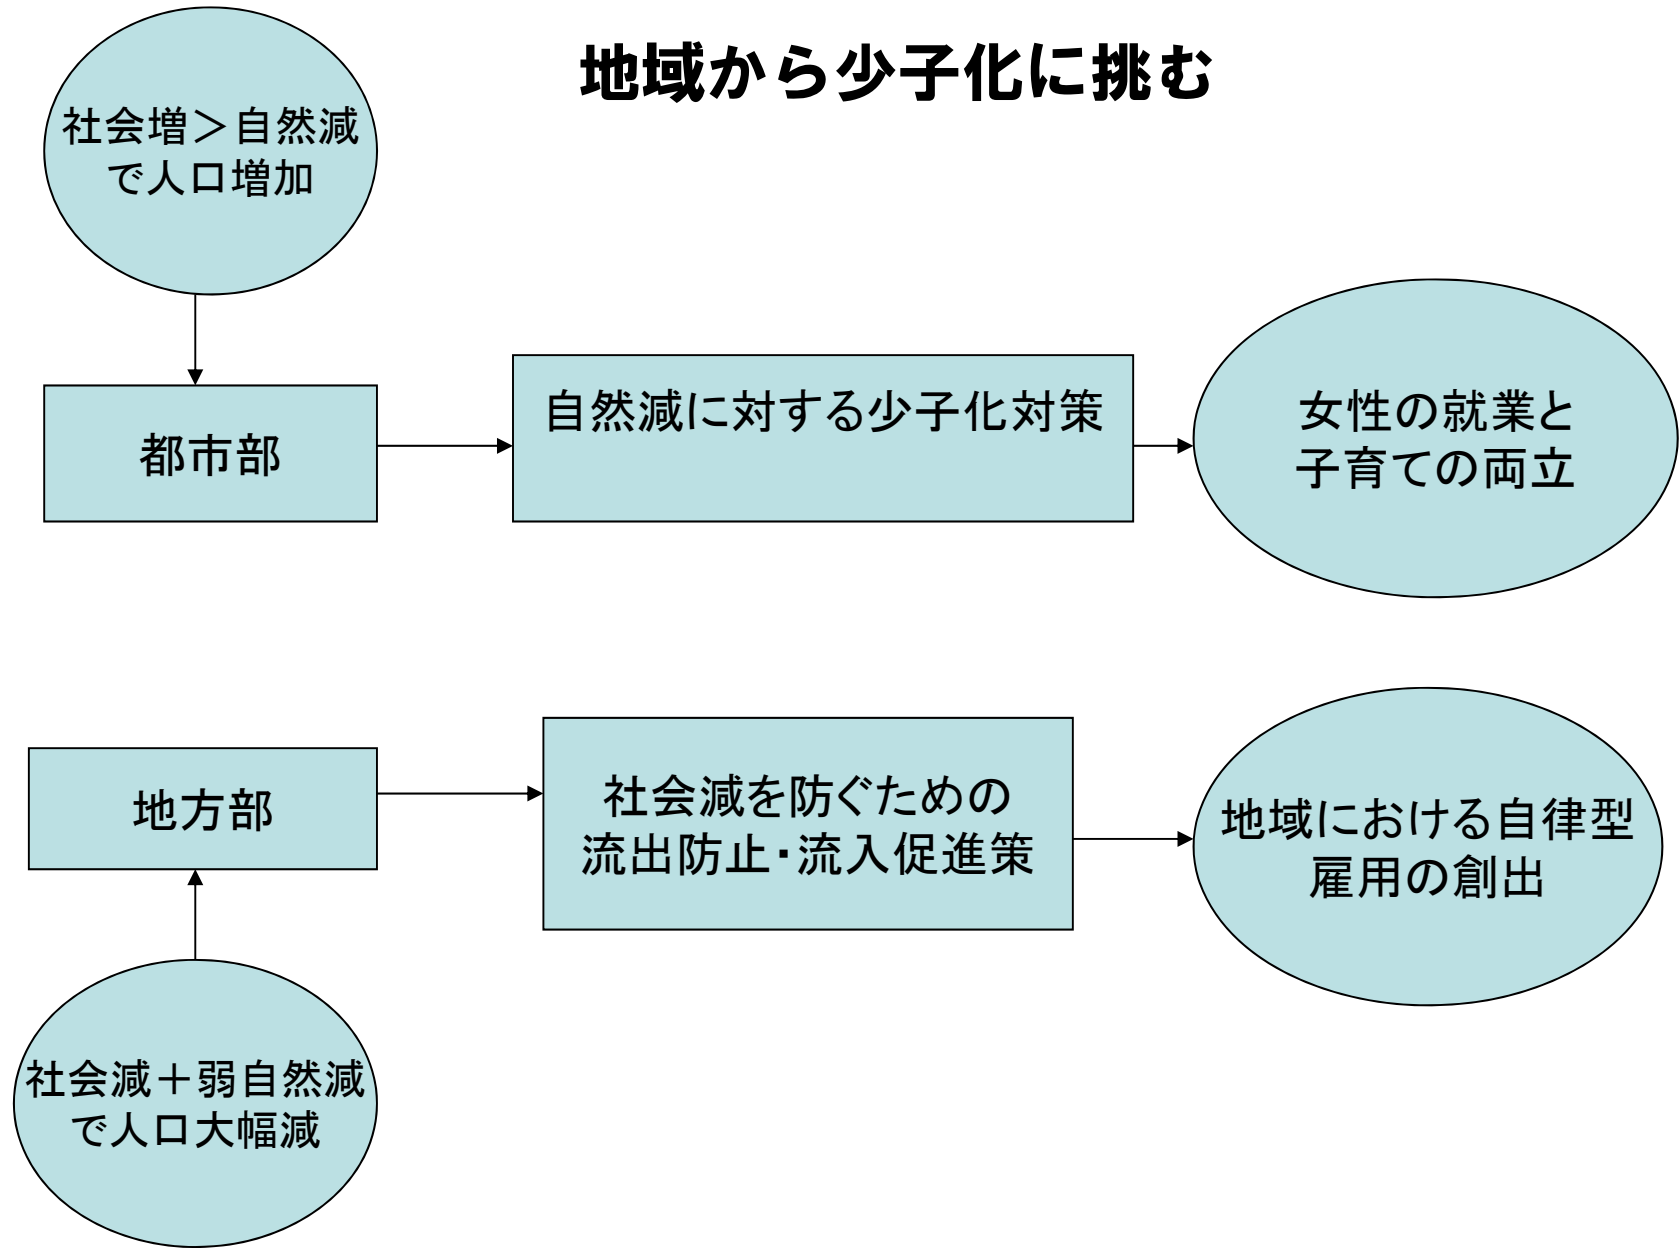 地域から少子化に挑む
社会増＞自然減
で人口増加
都市部
自然減に対する少子化対策
女性の就業と
子育ての両立
地方部
社会減を防ぐための
流出防止・流入促進策
地域における自律型
雇用の創出
社会減＋弱自然減
で人口大幅減